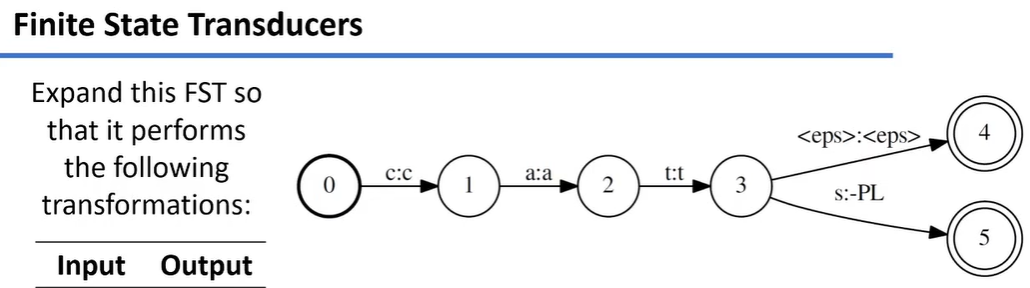 Finite State Transducers
Expand this FST so
that it performs
the following
transformations:
Input Output
0 c:c 1 a:a 2 t:t 3
<eps>:<eps> 4
s:-PL 5